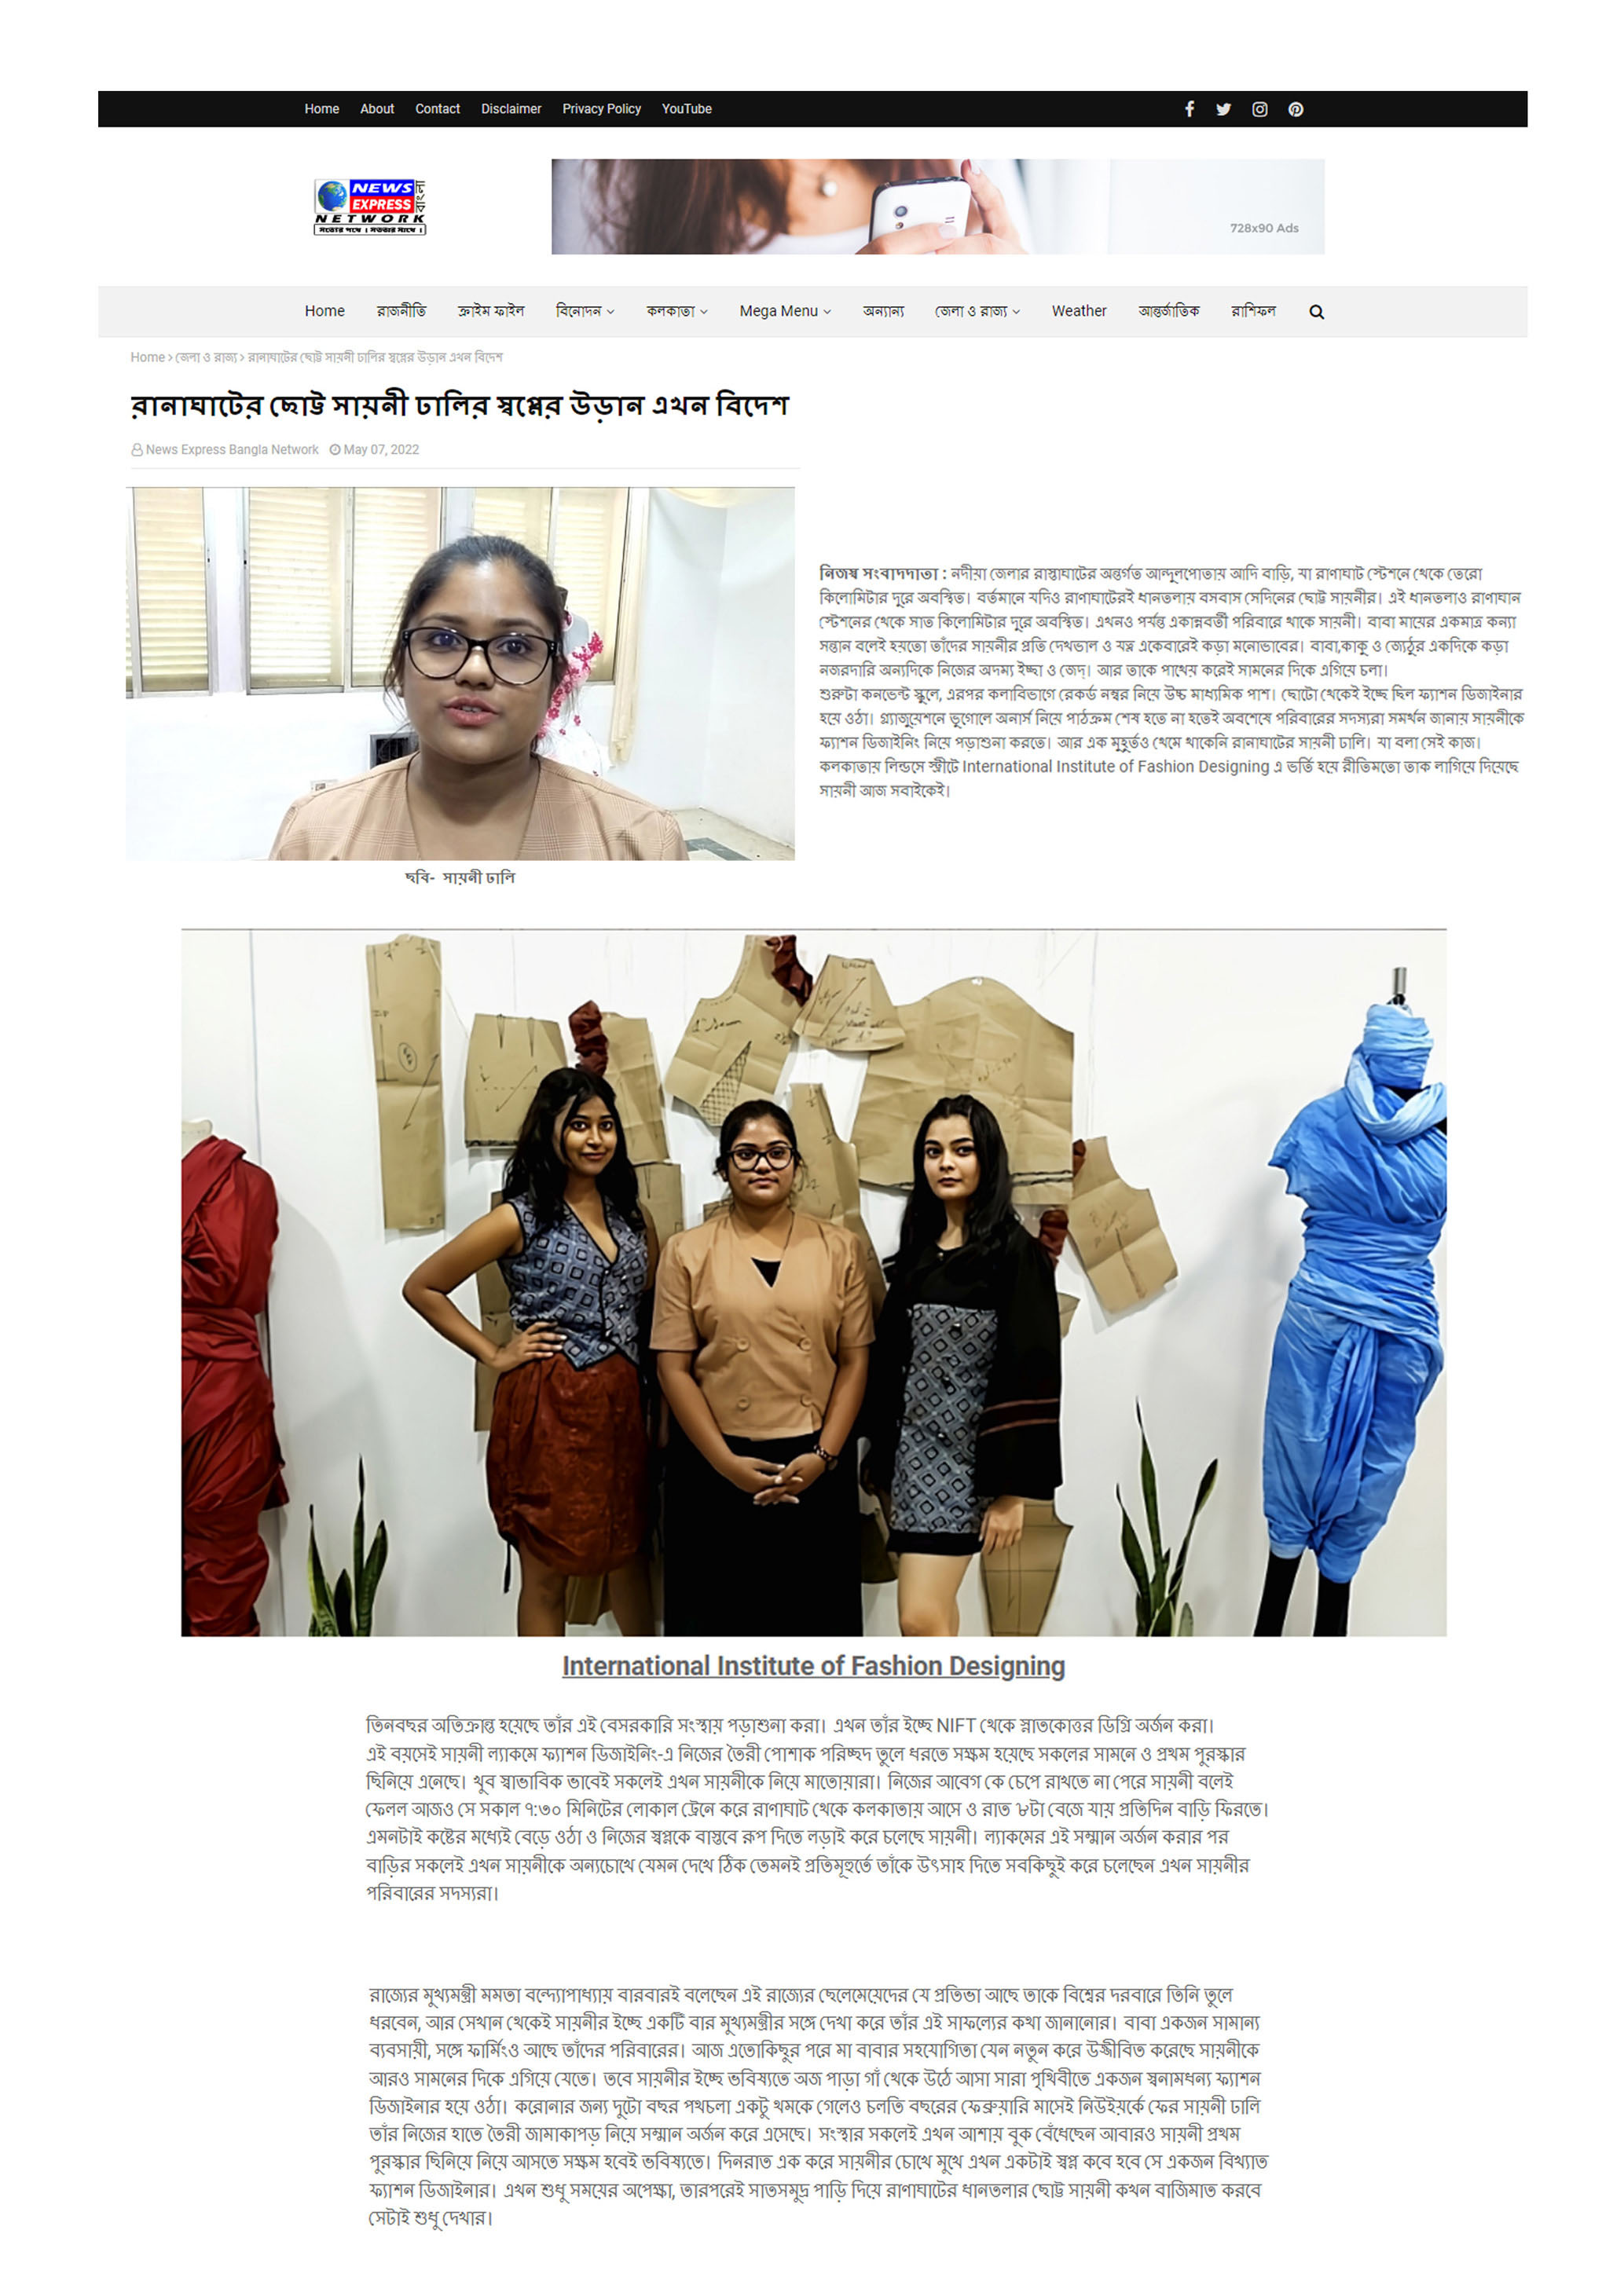 Home About Contact Disclaimer Privacy Policy YouTube
NEWS বাংলা
EXPRESS
NETWORK
সত্যের পথে । সততার সাথে ।
728x90 Ads
Home রাজনীতি ক্রাইম ফাইল বিনোদন কলকাতা Mega Menu অন্যান্য জেলা ও রাজ্য Weather আন্তর্জাতিক রাশিফল
Home › জেলা ও রাজ্য › রানাঘাটের ছোট্ট সায়নী ঢালির স্বপ্নের উড়ান এখন বিদেশ
রানাঘাটের ছোট্ট সায়নী ঢালির স্বপ্নের উড়ান এখন বিদেশ
News Express Bangla Network May 07, 2022
নিজস্ব সংবাদদাতা : নদীয়া জেলার রাস্তাঘাটের অন্তর্গত আন্দুলপোতায় আদি বাড়ি, যা রাণাঘাট স্টেশনে থেকে তেরো
কিলোমিটার দূরে অবস্থিত। বর্তমানে যদিও রাণাঘাটেরই ধানতলায় বসবাস সেদিনের ছোট্ট সায়নীর। এই ধানতলাও রাণাঘান
স্টেশনের থেকে সাত কিলোমিটার দূরে অবস্থিত। এখনও পর্যন্ত একান্নবর্তী পরিবারে থাকে সায়নী। বাবা মায়ের একমাত্র কন্যা
সন্তান বলেই হয়তো তাঁদের সায়নীর প্রতি দেখভাল ও যত্ন একেবারেই কড়া মনোভাবের। বাবা,কাকু ও জ্যেঠুর একদিকে কড়া
নজরদারি অন্যদিকে নিজের অদম্য ইচ্ছা ও জেদ্। আর তাকে পাথেয় করেই সামনের দিকে এগিয়ে চলা।
শুরুটা কনভেন্ট স্কুলে, এরপর কলাবিভাগে রেকর্ড নম্বর নিয়ে উচ্চ মাধ্যমিক পাশ। ছোটো থেকেই ইচ্ছে ছিল ফ্যাশন ডিজাইনার
হয়ে ওঠা। গ্র্যাজুয়েশনে ভূগোলে অনার্স নিয়ে পাঠক্রম শেষ হতে না হতেই অবশেষে পরিবারের সদস্যরা সমর্থন জানায় সায়নীকে
ফ্যাশন ডিজাইনিং নিয়ে পড়াশুনা করতে। আর এক মুহূর্তও থেমে থাকেনি রানাঘাটের সায়নী ঢালি। যা বলা সেই কাজ।
কলকাতায় লিন্ডসে স্ট্রীটে International Institute of Fashion Designing এ ভর্তি হয়ে রীতিমতো তাক লাগিয়ে দিয়েছে
সায়নী আজ সবাইকেই।
ছবি- সায়নী ঢালি
International Institute of Fashion Designing
তিনবছর অতিক্রান্ত হয়েছে তাঁর এই বেসরকারি সংস্থায় পড়াশুনা করা। এখন তাঁর ইচ্ছে NIFT থেকে স্নাতকোত্তর ডিগ্রি অর্জন করা।
এই বয়সেই সায়নী ল্যাকমে ফ্যাশন ডিজাইনিং-এ নিজের তৈরী পোশাক পরিচ্ছদ তুলে ধরতে সক্ষম হয়েছে সকলের সামনে ও প্রথম পুরস্কার
ছিনিয়ে এনেছে। খুব স্বাভাবিক ভাবেই সকলেই এখন সায়নীকে নিয়ে মাতোয়ারা। নিজের আবেগ কে চেপে রাখতে না পেরে সায়নী বলেই
ফেলল আজও সে সকাল ৭:৩০ মিনিটের লোকাল ট্রেনে করে রাণাঘাট থেকে কলকাতায় আসে ও রাত ৮টা বেজে যায় প্রতিদিন বাড়ি ফিরতে।
এমনটাই কষ্টের মধ্যেই বেড়ে ওঠা ও নিজের স্বপ্নকে বাস্তবে রূপ দিতে লড়াই করে চলেছে সায়নী। ল্যাকমের এই সম্মান অর্জন করার পর
বাড়ির সকলেই এখন সায়নীকে অন্যচোখে যেমন দেখে ঠিক তেমনই প্রতিমূহুর্তে তাঁকে উৎসাহ দিতে সবকিছুই করে চলেছেন এখন সায়নীর
পরিবারের সদস্যরা।
রাজ্যের মুখ্যমন্ত্রী মমতা বন্দ্যোপাধ্যায় বারবারই বলেছেন এই রাজ্যের ছেলেমেয়েদের যে প্রতিভা আছে তাকে বিশ্বের দরবারে তিনি তুলে
ধরবেন, আর সেখান থেকেই সায়নীর ইচ্ছে একটি বার মুখ্যমন্ত্রীর সঙ্গে দেখা করে তাঁর এই সাফল্যের কথা জানানোর। বাবা একজন সামান্য
ব্যবসায়ী, সঙ্গে ফার্মিংও আছে তাঁদের পরিবারের। আজ এতোকিছুর পরে মা বাবার সহযোগিতা যেন নতুন করে উজ্জীবিত করেছে সায়নীকে
আরও সামনের দিকে এগিয়ে যেতে। তবে সায়নীর ইচ্ছে ভবিষ্যতে অজ পাড়া গাঁ থেকে উঠে আসা সারা পৃথিবীতে একজন স্বনামধন্য ফ্যাশন
ডিজাইনার হয়ে ওঠা। করোনার জন্য দুটো বছর পথচলা একটু থমকে গেলেও চলতি বছরের ফেব্রুয়ারি মাসেই নিউইয়র্কে ফের সায়নী ঢালি
তাঁর নিজের হাতে তৈরী জামাকাপড় নিয়ে সম্মান অর্জন করে এসেছে। সংস্থার সকলেই এখন আশায় বুক বেঁধেছেন আবারও সায়নী প্রথম
পুরস্কার ছিনিয়ে নিয়ে আসতে সক্ষম হবেই ভবিষ্যতে। দিনরাত এক করে সায়নীর চোখে মুখে এখন একটাই স্বপ্ন কবে হবে সে একজন বিখ্যাত
ফ্যাশন ডিজাইনার। এখন শুধু সময়ের অপেক্ষা, তারপরেই সাতসমুদ্র পাড়ি দিয়ে রাণাঘাটের ধানতলার ছোট্ট সায়নী কখন বাজিমাত করবে
সেটাই শুধু দেখার।